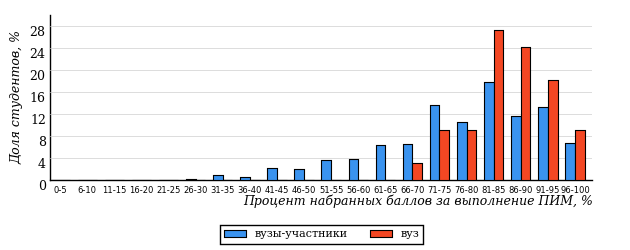 Доля студентов, %
28
24
20
16
12
8
4
0
0-5 6-10 11-15 16-20 21-25 26-30 31-35 36-40 41-45 46-50 51-55 56-60 61-65 66-70 71-75 76-80 81-85 86-90 91-95 96-100
Процент набранных баллов за выполнение ПИМ, %
вузы-участники вуз